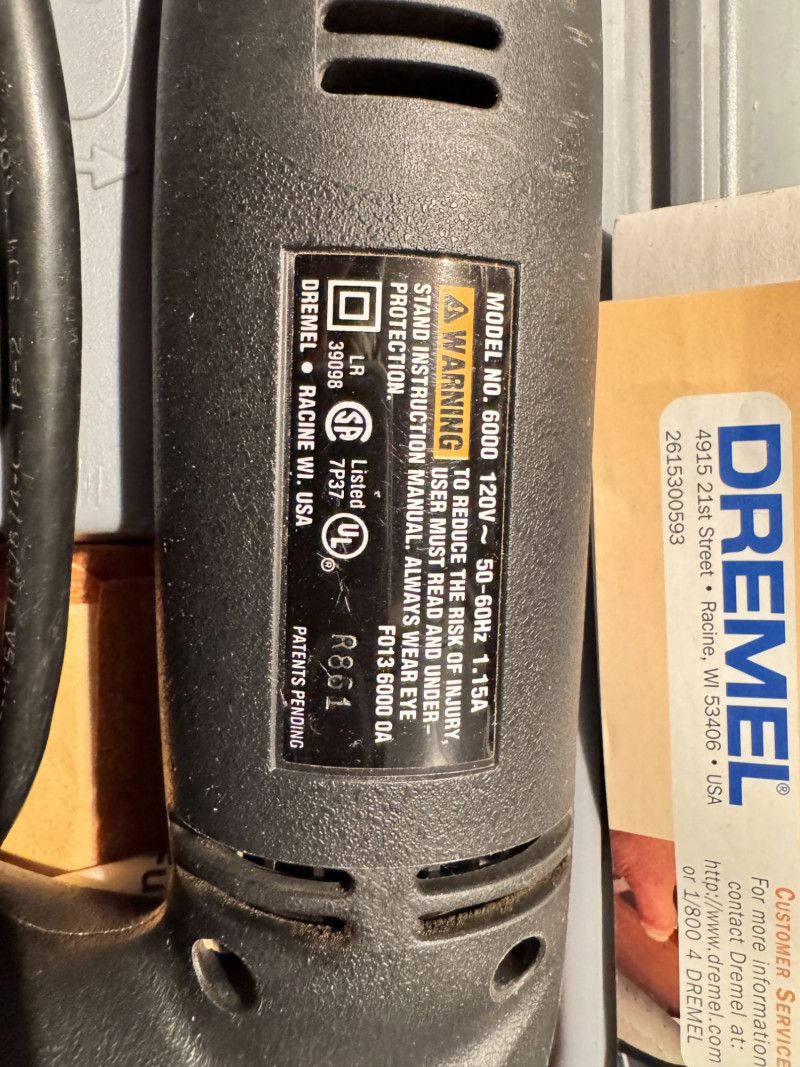 MODEL NO. 6000 120V~ 50-60Hz 1.15A
WARNING TO REDUCE THE RISK OF INJURY,
USER MUST READ AND UNDER-
STAND INSTRUCTION MANUAL. ALWAYS WEAR EYE
PROTECTION.
F013 6000 0A
LR
39098
SA
Listed
7P37
UL®
R861
DREMEL • RACINE WI. USA
PATENTS PENDING
DREMEL®
4915 21st Street • Racine, WI 53406 • USA
2615300593
CUSTOMER SERVICE
For more information
contact Dremel at:
http://www.dremel.com
or 1/800 4 DREMEL